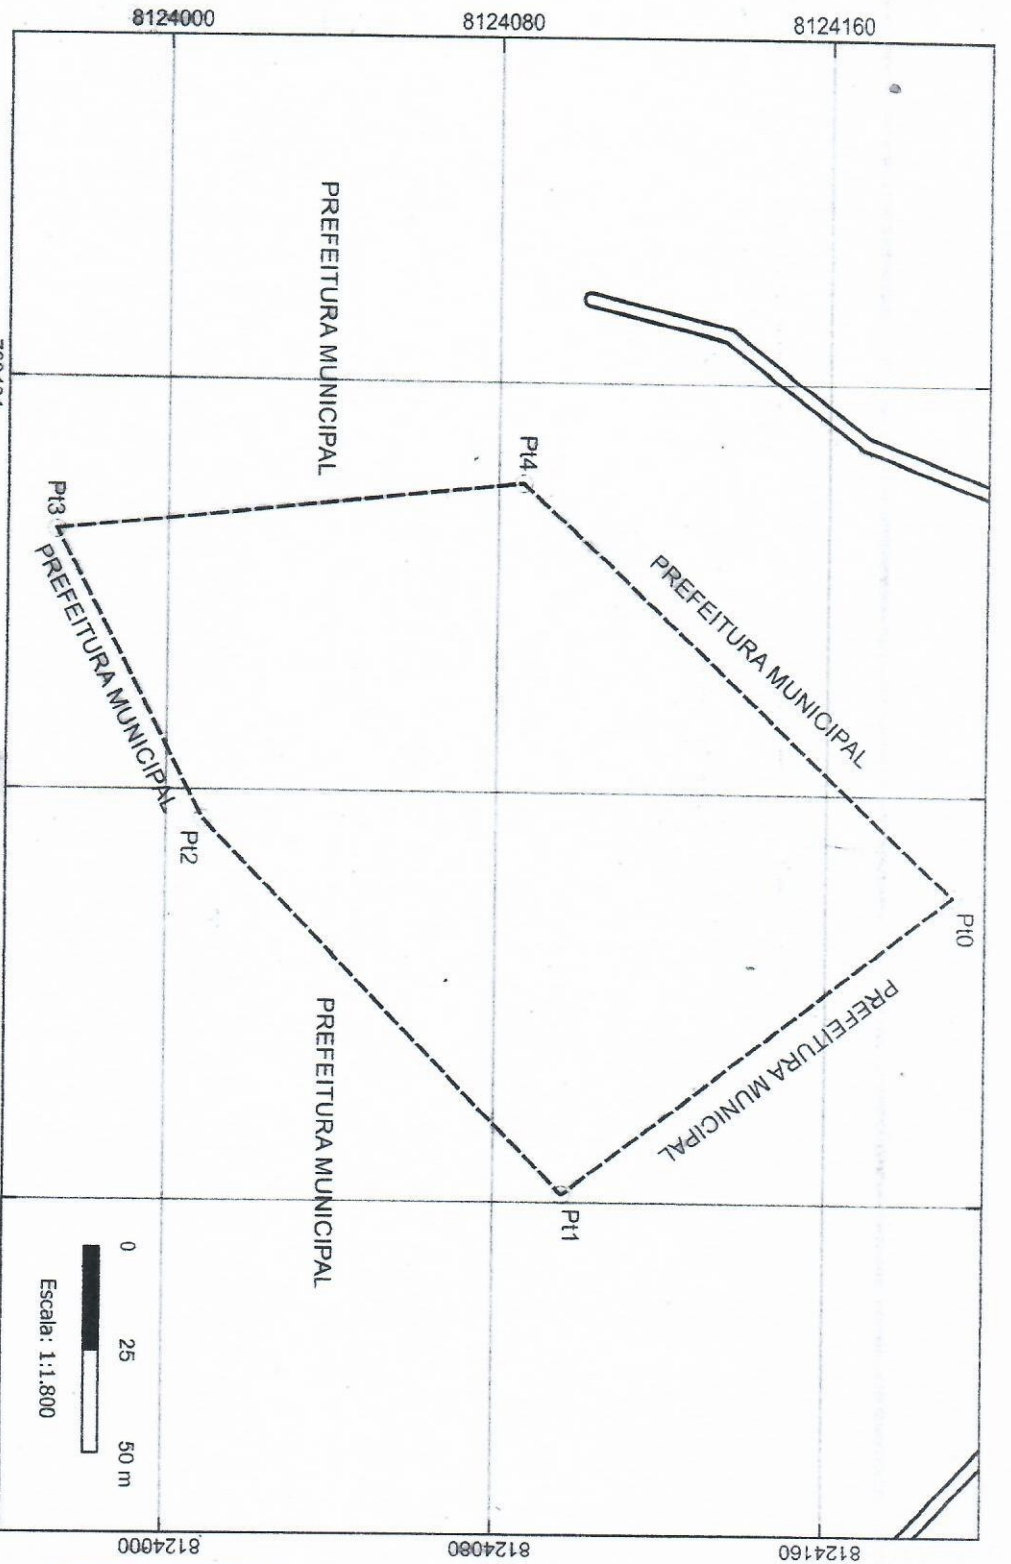 8124000
8124080
8124160
PREFEITURA MUNICIPAL
Pt4
Pt3
PREFEITURA MUNICIPAL
PREFEITURA MUNICIPAL
Pt2
Pt0
PREFEITURA MUNICIPAL
PREFEITURA MUNICIPAL
Pt1
0
25
50 m
Escala: 1:1.800
8124000
8124080
8124160